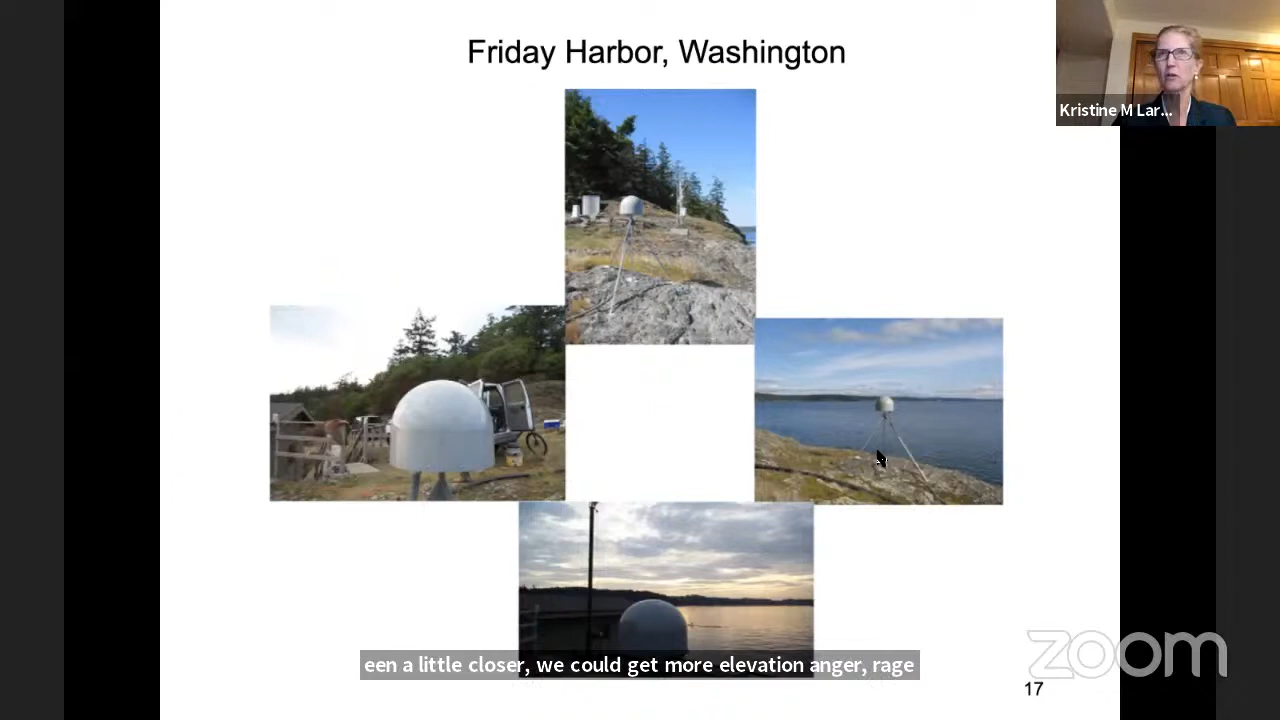 Friday Harbor, Washington
Kristine M Lar...
een a little closer, we could get more elevation anger, rage
zoom
17